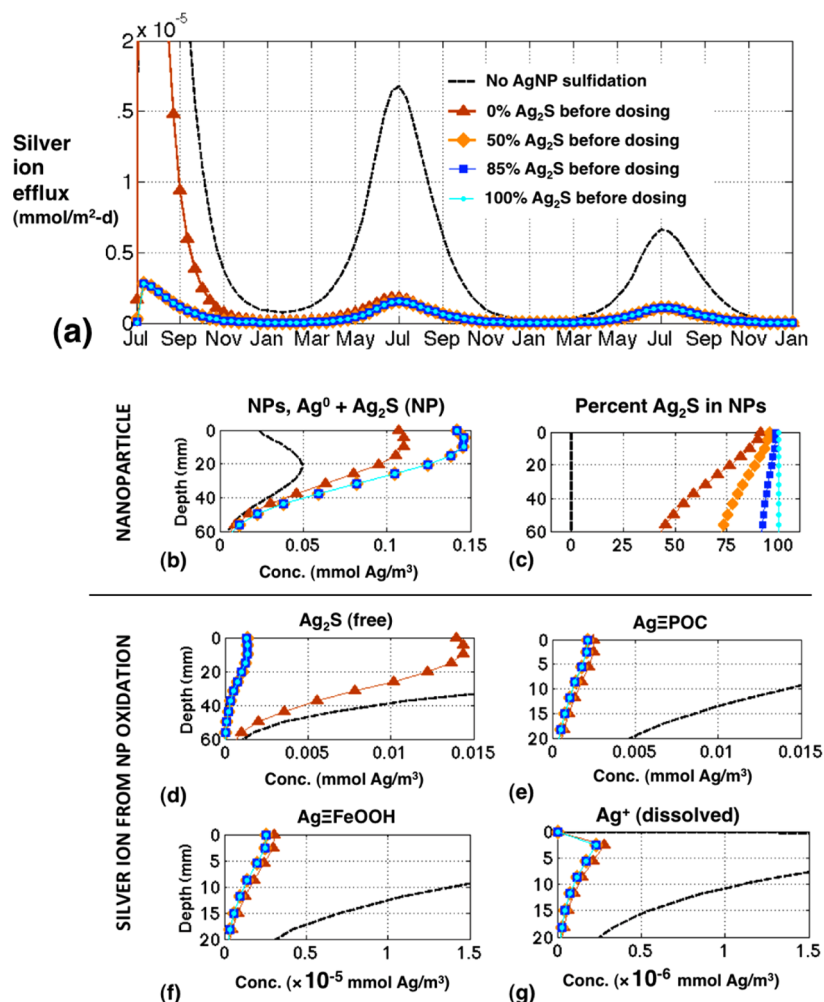 2 x 10⁻⁵
.5
1
0.5
0
Silver
ion
efflux
(mmol/m²-d)
No AgNP sulfidation
0% Ag₂S before dosing
50% Ag₂S before dosing
85% Ag₂S before dosing
100% Ag₂S before dosing
(a)
Jul Sep Nov Jan Mar May Jul Sep Nov Jan Mar May Jul Sep Nov Jan
NANOPARTICLE
NPs, Ag⁰ + Ag₂S (NP)
Depth (mm)
0
20
40
60
0 0.05 0.1 0.15
(b)
Conc. (mmol Ag/m³)
Percent Ag₂S in NPs
0
20
40
60
0 25 50 75 100
(c)
SILVER ION FROM NP OXIDATION
Ag₂S (free)
Depth (mm)
0
20
40
60
0 0.005 0.01 0.015
(d)
Conc. (mmol Ag/m³)
Ag≡POC
0
5
10
15
20
0 0.005 0.01 0.015
(e)
Conc. (mmol Ag/m³)
Ag≡FeOOH
Depth (mm)
0
5
10
15
20
0 0.5 1 1.5
(f)
Conc. (× 10⁻⁵ mmol Ag/m³)
Ag⁺ (dissolved)
0
5
10
15
20
0 0.5 1 1.5
(g)
Conc. (× 10⁻⁶ mmol Ag/m³)